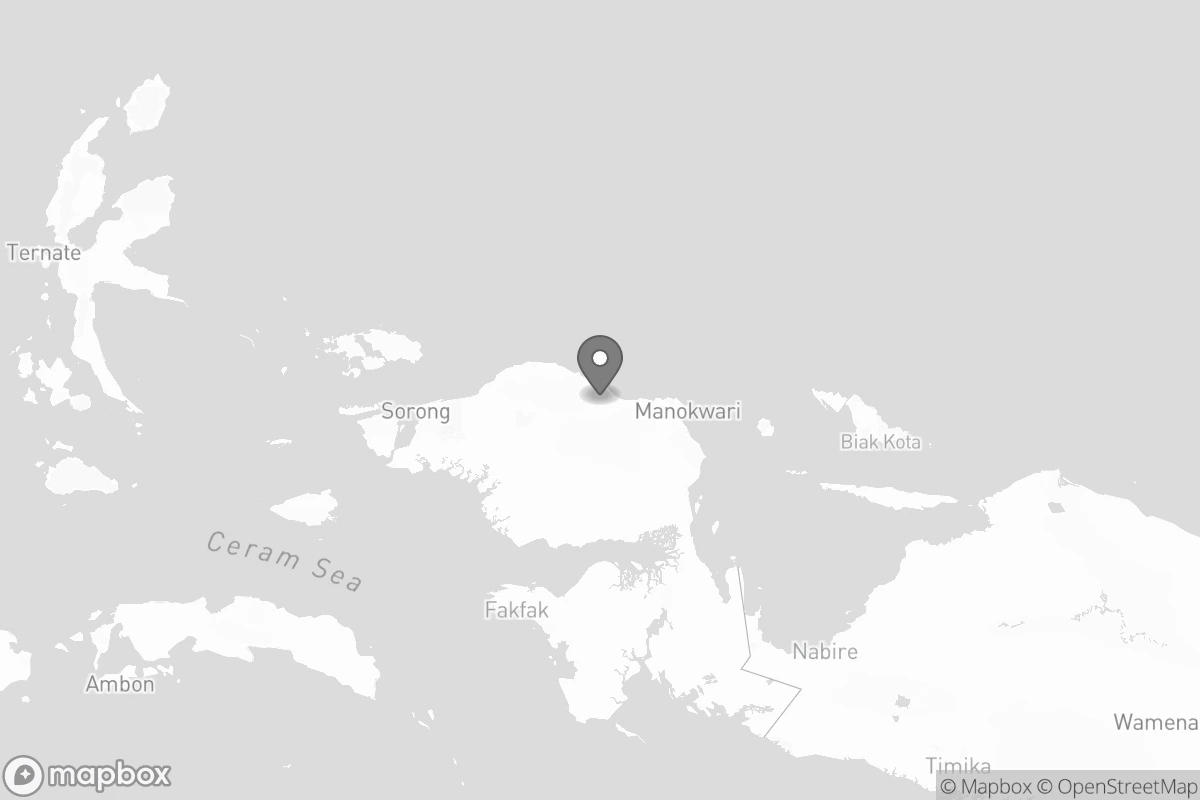 Ternate
Sorong
Manokwari
Biak Kota
Ceram Sea
Fakfak
Nabire
Ambon
Wamena
Timika
mapbox
© Mapbox © OpenStreetMap